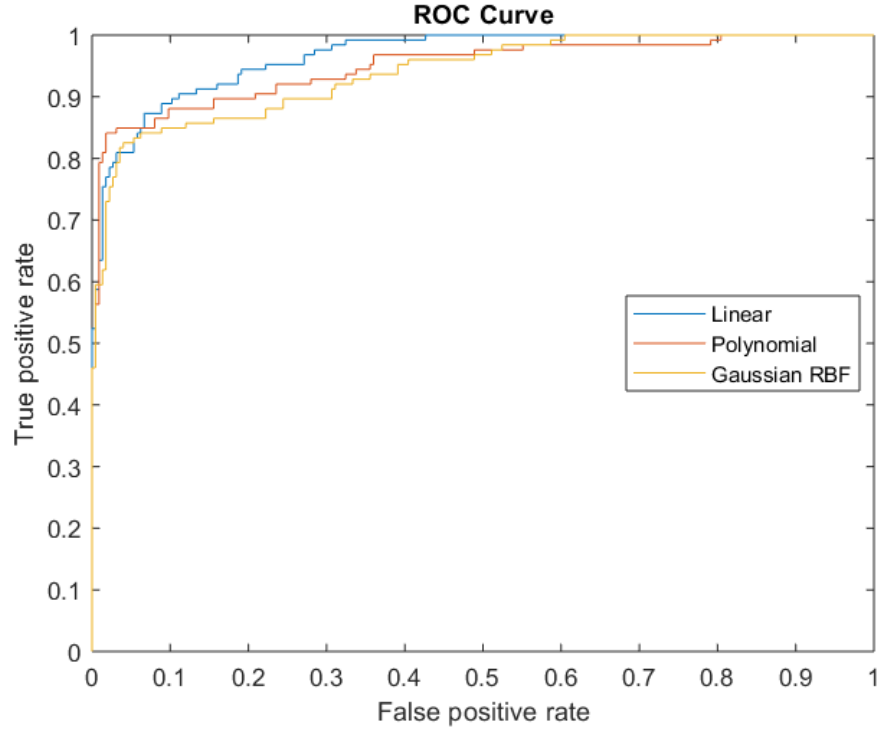 ROC Curve
True positive rate
1
0.9
0.8
0.7
0.6
0.5
0.4
0.3
0.2
0.1
0
Linear
Polynomial
Gaussian RBF
0 0.1 0.2 0.3 0.4 0.5 0.6 0.7 0.8 0.9 1
False positive rate